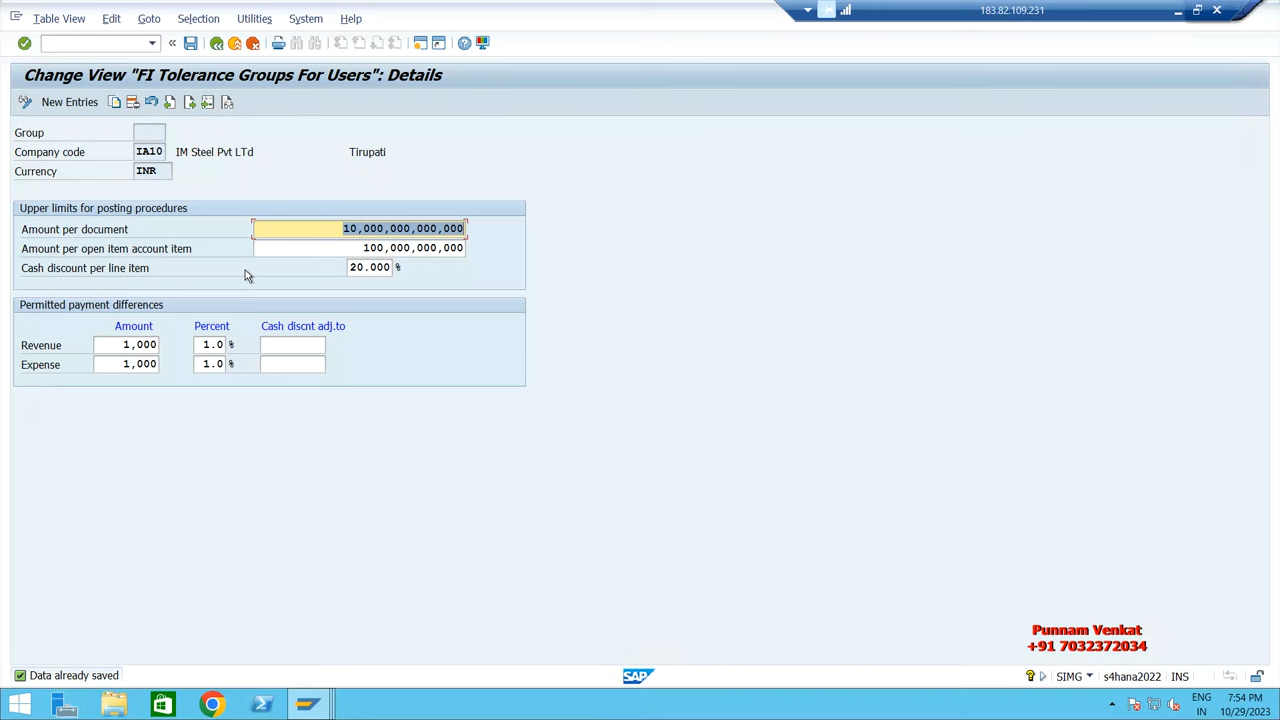 Table View Edit Goto Selection Utilities System Help
183.82.109.231
Change View "FI Tolerance Groups For Users": Details
New Entries
Group
Company code IA10 IM Steel Pvt LTd Tirupati
Currency INR
Upper limits for posting procedures
Amount per document 10,000,000,000,000
Amount per open item account item 100,000,000,000
Cash discount per line item 20.000 %
Permitted payment differences
Amount Percent Cash discnt adj.to
Revenue 1,000 1.0 %
Expense 1,000 1.0 %
Punnam Venkat
+91 7032372034
Data already saved
SAP
SIMG s4hana2022 INS
ENG 7:54 PM
IN 10/29/2023